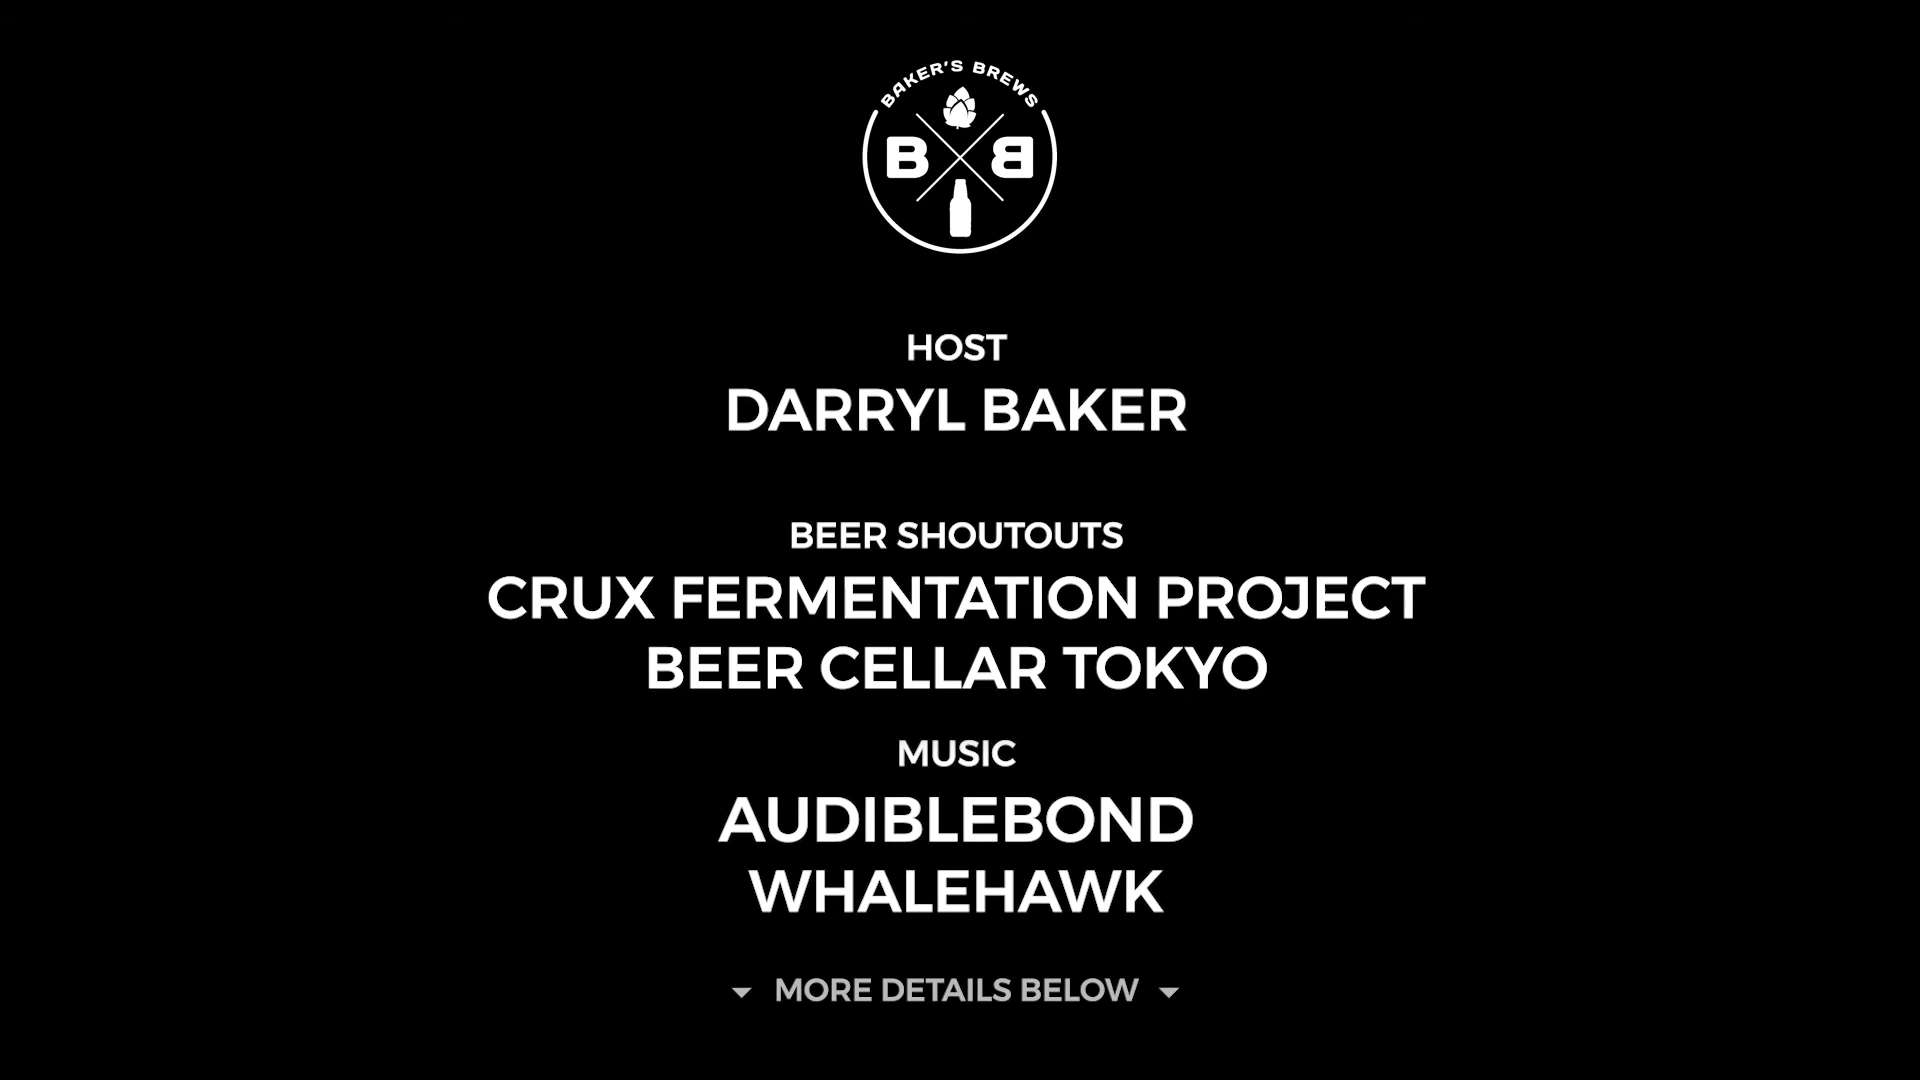 BAKER'S BREWS
B B
HOST
DARRYL BAKER
BEER SHOUTOUTS
CRUX FERMENTATION PROJECT
BEER CELLAR TOKYO
MUSIC
AUDIBLEBOND
WHALEHAWK
MORE DETAILS BELOW